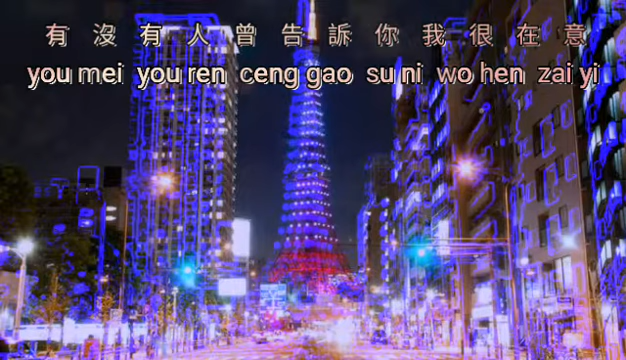 有 沒 有 人 曾 告 訴 你 我 很 在 意
you mei you ren ceng gao su ni wo hen zai yi